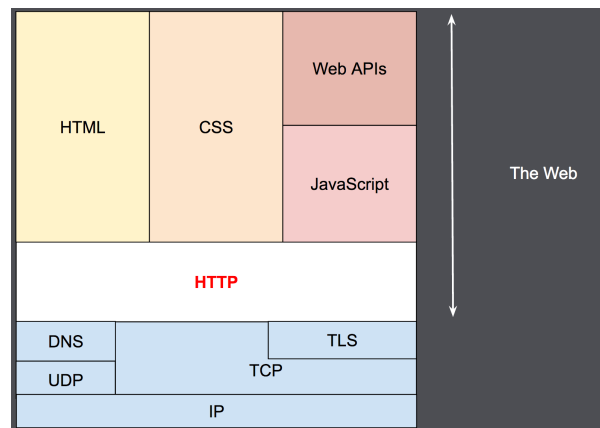 Web APIs
HTML
CSS
JavaScript
The Web
HTTP
DNS
TLS
UDP
TCP
IP